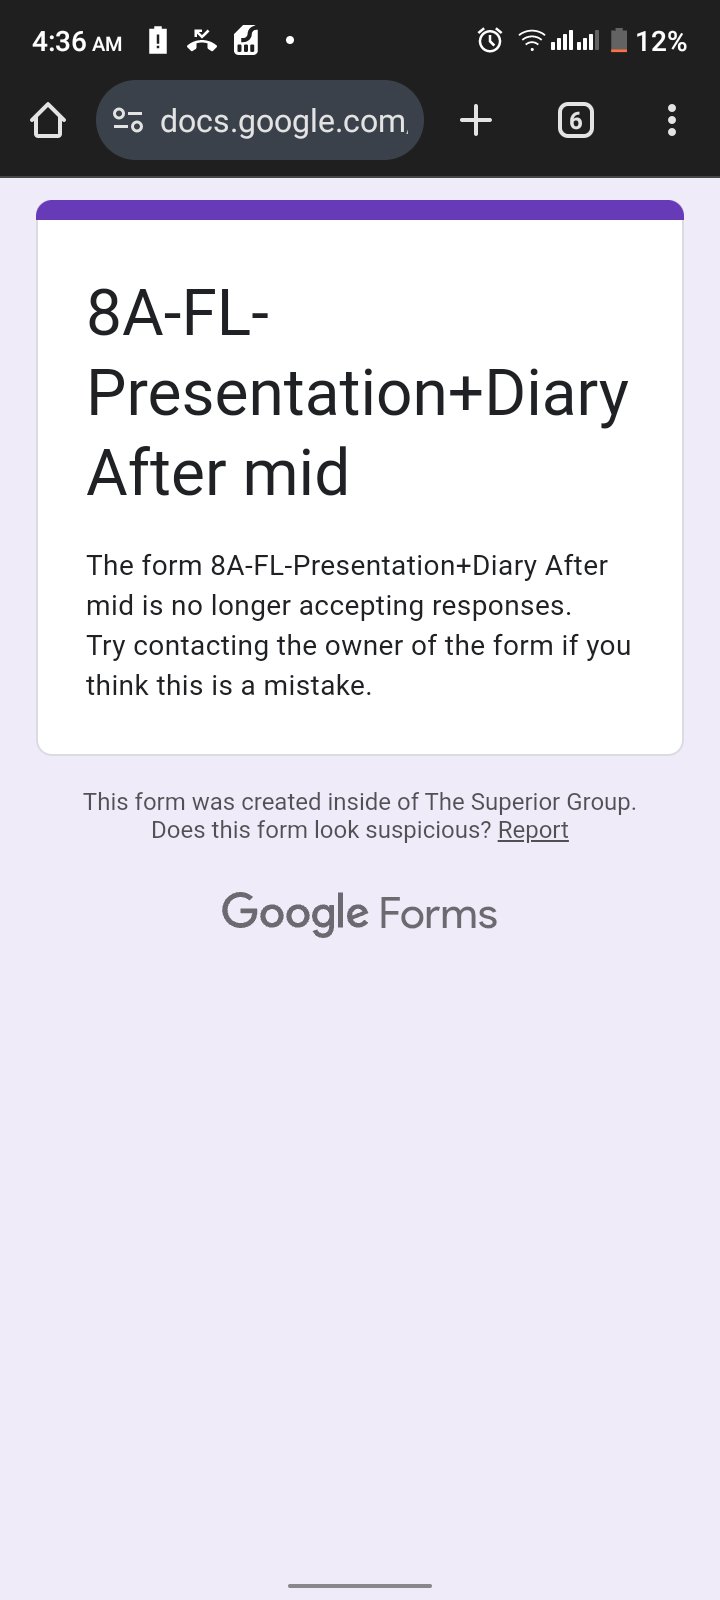 4:36 AM
12%
docs.google.com
6
8A-FL-
Presentation+Diary
After mid
The form 8A-FL-Presentation+Diary After
mid is no longer accepting responses.
Try contacting the owner of the form if you
think this is a mistake.
This form was created inside of The Superior Group.
Does this form look suspicious? Report
Google Forms